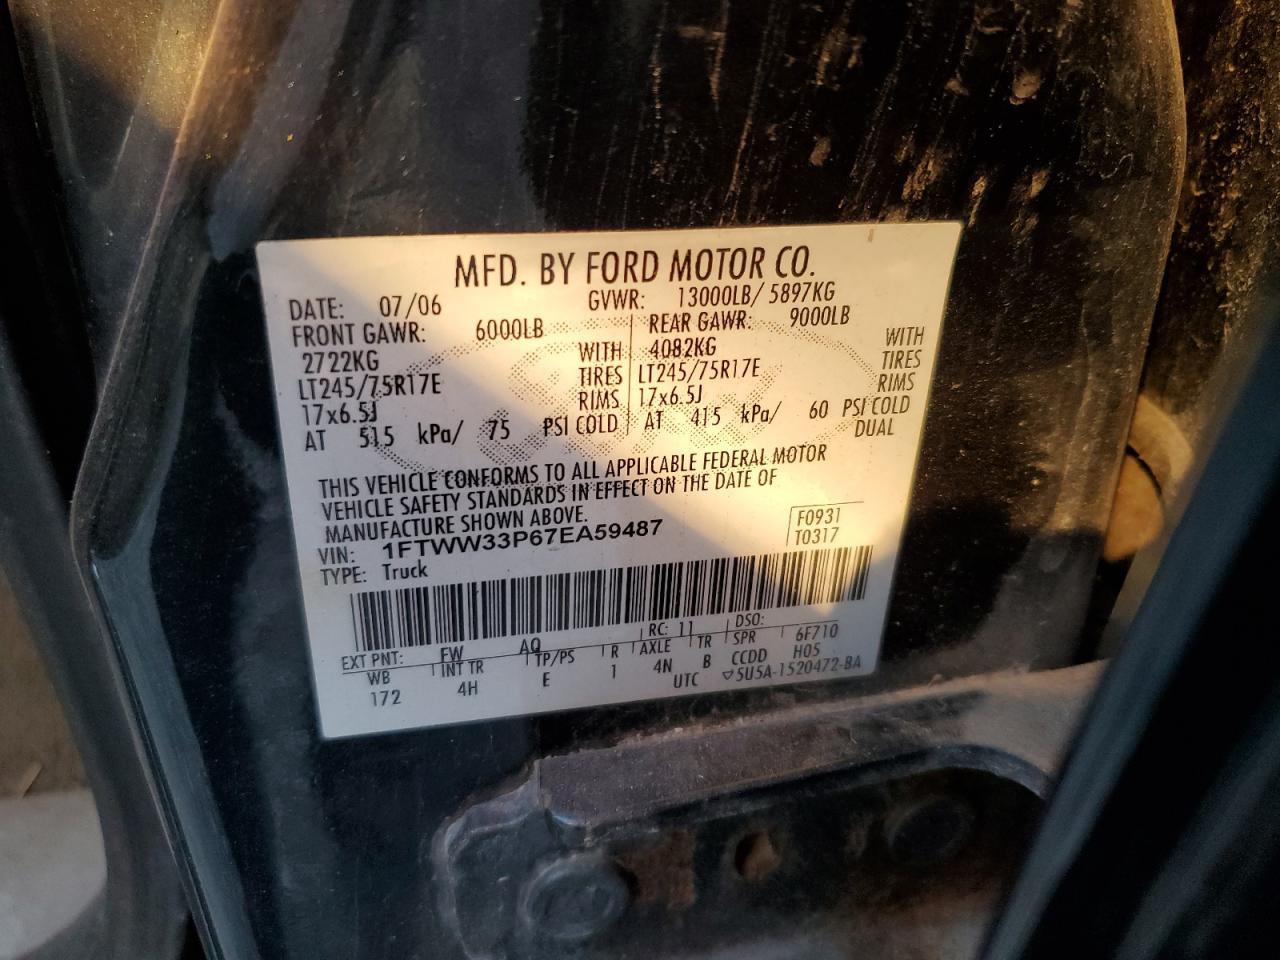 MFD. BY FORD MOTOR CO.
DATE: 07/06 GVWR: 13000LB/ 5897KG
FRONT GAWR: 6000LB REAR GAWR: 9000LB
2722KG WITH 4082KG WITH
LT245/75R17E TIRES LT245/75R17E TIRES
17x6.5J RIMS 17x6.5J RIMS
AT 515 kPa/ 75 PSI COLD AT 415 kPa/ 60 PSI COLD
DUAL
THIS VEHICLE CONFORMS TO ALL APPLICABLE FEDERAL MOTOR
VEHICLE SAFETY STANDARDS IN EFFECT ON THE DATE OF
MANUFACTURE SHOWN ABOVE.
VIN: 1FTWW33P67EA59487 F0931
TYPE: Truck T0317
EXT PNT: FW AQ RC: 11 DSO:
WB INT TR TP/PS R AXLE TR SPR 6F710
172 4H E 1 4N B CCDD H05
UTC ▽5U5A-1520472-BA